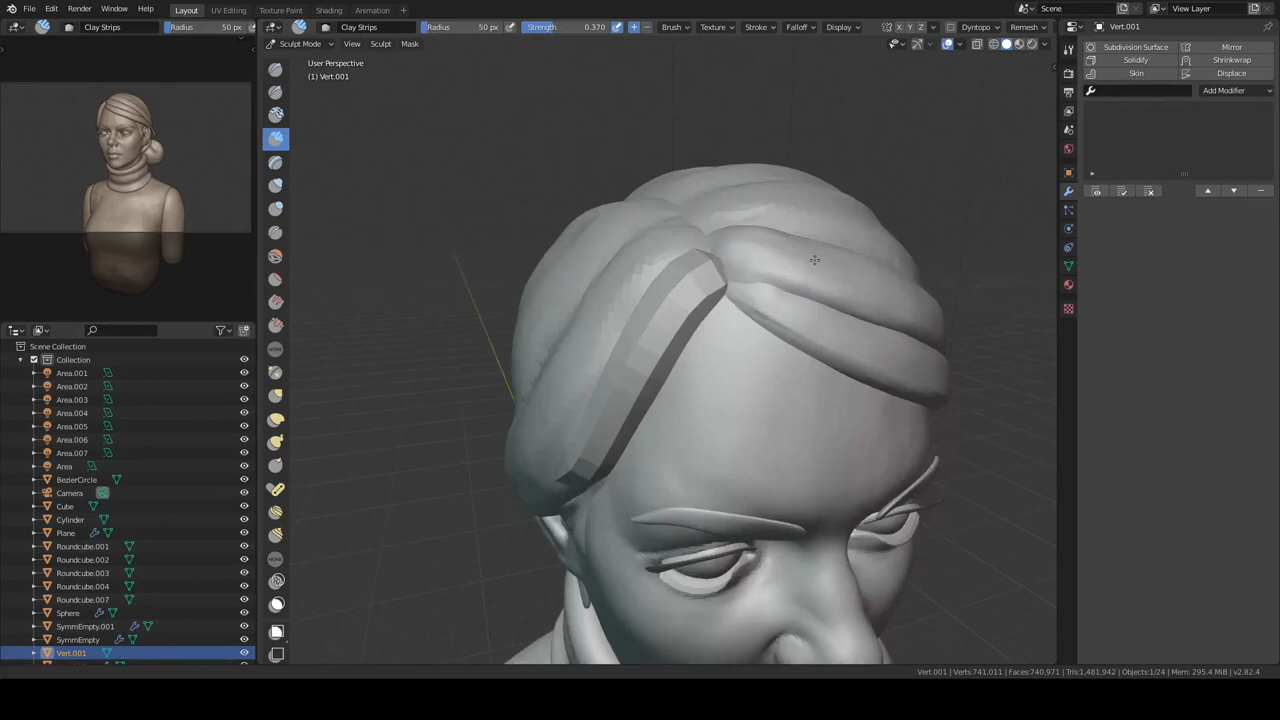 File Edit Render Window Help Layout UV Editing Texture Paint Shading Animation Scene View Layer
Clay Strips Radius 50 px Clay Strips Radius 50 px Strength 0.370 Brush Texture Stroke Falloff Display X Y Z Dyntopo Remesh Vert.001
Sculpt Mode View Sculpt Mask
Subdivision Surface Mirror
Solidify Shrinkwrap
Skin Displace
Add Modifier
User Perspective
(1) Vert.001
Scene Collection
Collection
Area.001
Area.002
Area.003
Area.004
Area.005
Area.006
Area.007
Area
BezierCircle
Camera
Cube
Cylinder
Plane
Roundcube.001
Roundcube.002
Roundcube.003
Roundcube.004
Roundcube.007
Sphere
SymmEmpty.001
SymmEmpty
Vert.001
NONE
NONE
Vert.001 | Verts:741,011 | Faces:740,971 | Tris:1,481,942 | Objects:1/24 | Mem: 295.4 MiB | v2.82.4